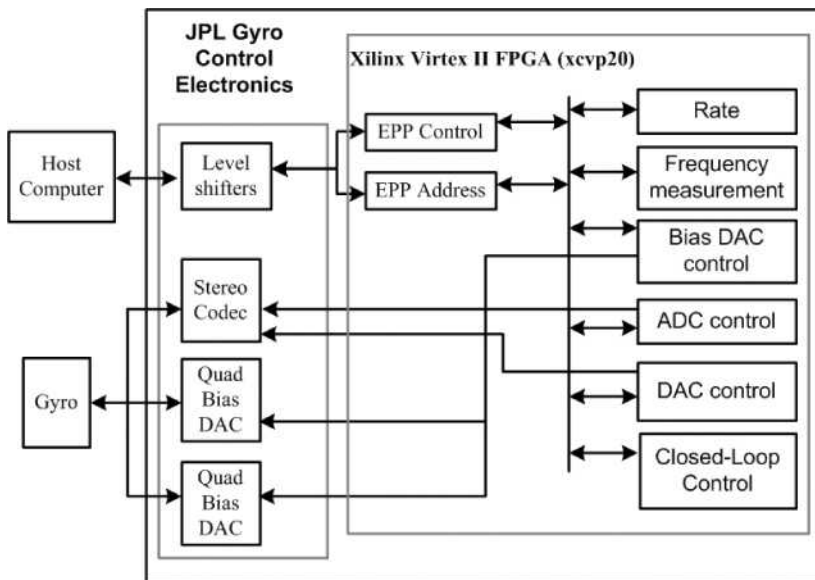 JPL Gyro
Control
Electronics
Xilinx Virtex II FPGA (xcvp20)
Host
Computer
Level
shifters
EPP Control
EPP Address
Rate
Frequency
measurement
Bias DAC
control
Stereo
Codec
ADC control
Gyro
Quad
Bias
DAC
DAC control
Quad
Bias
DAC
Closed-Loop
Control